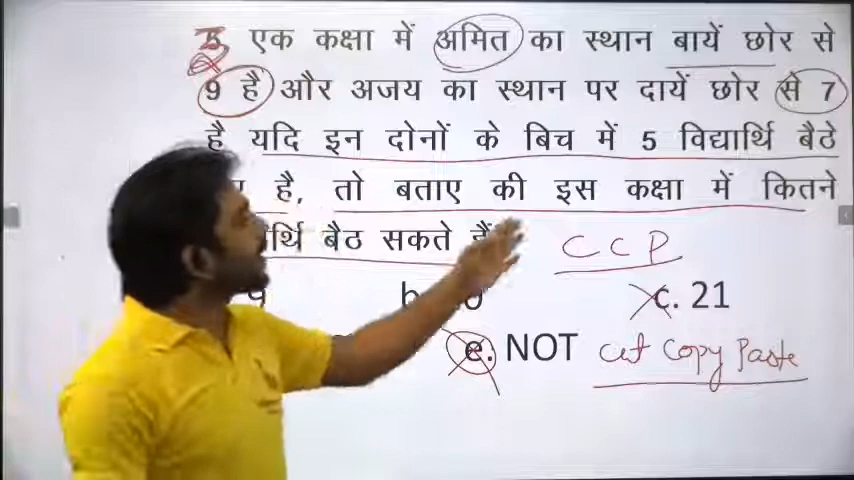 5 एक कक्षा में अमित का स्थान बायें छोर से
9 है और अजय का स्थान पर दायें छोर से 7
है यदि इन दोनों के बिच में 5 विद्यार्थि बैठे
है, तो बताए की इस कक्षा में कितने
बैठ सकते हैं
CCP
9 b. c. 21
e. NOT cut copy paste